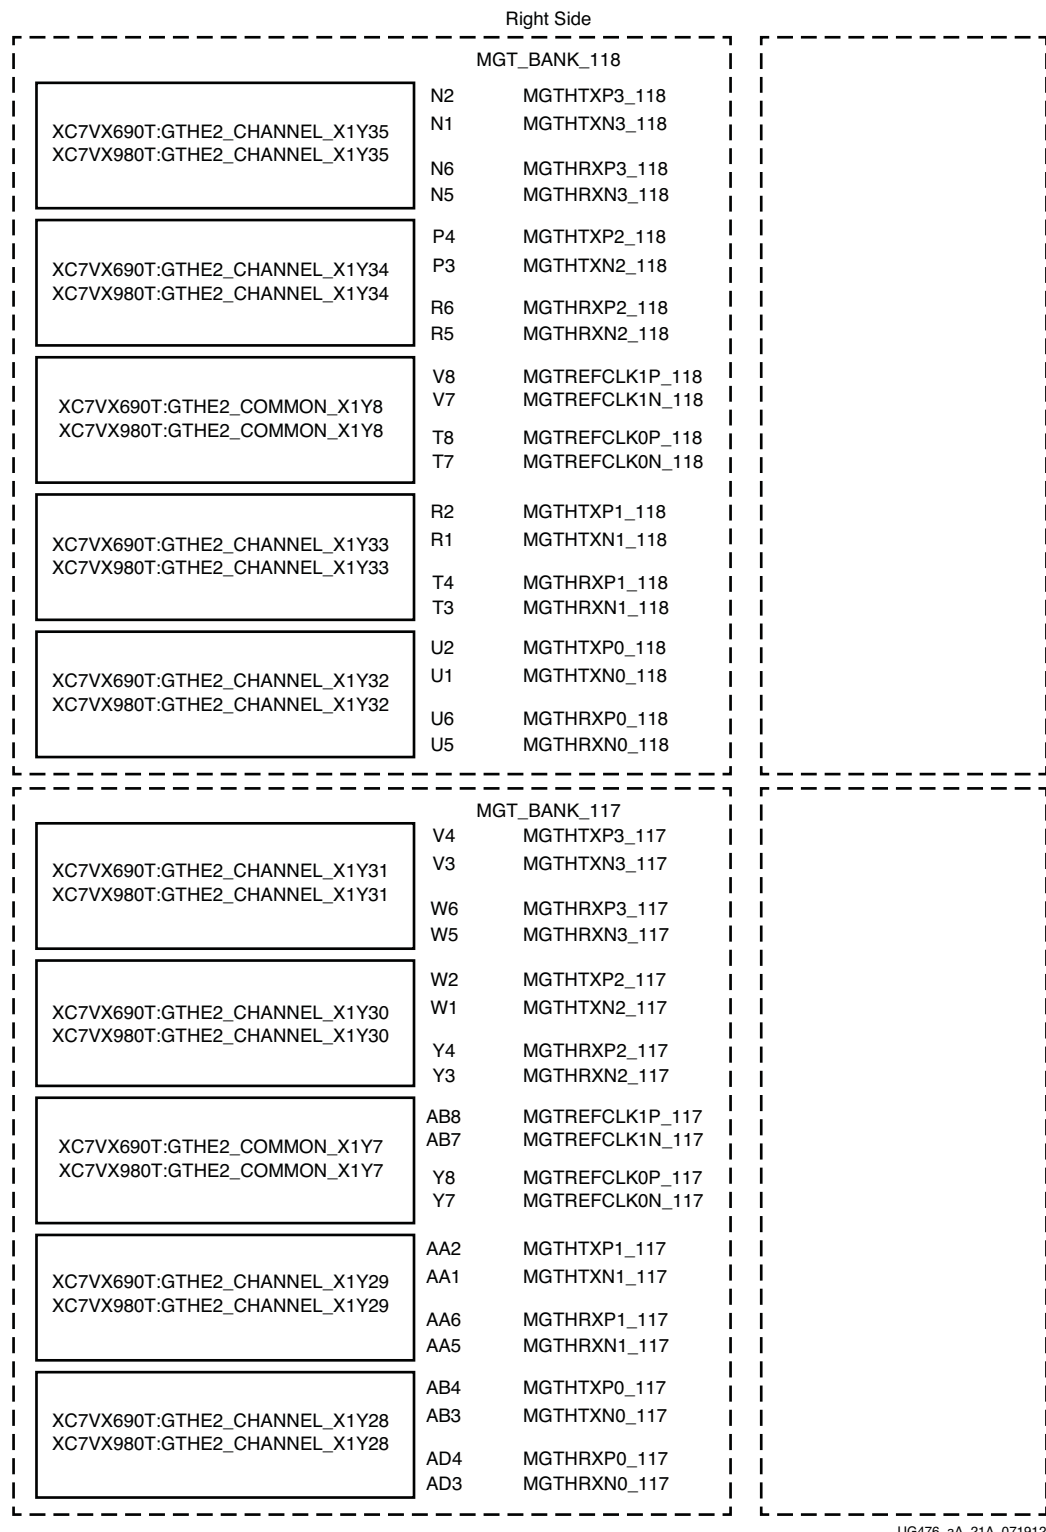 Right Side
MGT_BANK_118
N2 MGTHTXP3_118
N1 MGTHTXN3_118
XC7VX690T:GTHE2_CHANNEL_X1Y35
XC7VX980T:GTHE2_CHANNEL_X1Y35
N6 MGTHRXP3_118
N5 MGTHRXN3_118
P4 MGTHTXP2_118
P3 MGTHTXN2_118
XC7VX690T:GTHE2_CHANNEL_X1Y34
XC7VX980T:GTHE2_CHANNEL_X1Y34
R6 MGTHRXP2_118
R5 MGTHRXN2_118
V8 MGTREFCLK1P_118
V7 MGTREFCLK1N_118
XC7VX690T:GTHE2_COMMON_X1Y8
XC7VX980T:GTHE2_COMMON_X1Y8
T8 MGTREFCLK0P_118
T7 MGTREFCLK0N_118
R2 MGTHTXP1_118
R1 MGTHTXN1_118
XC7VX690T:GTHE2_CHANNEL_X1Y33
XC7VX980T:GTHE2_CHANNEL_X1Y33
T4 MGTHRXP1_118
T3 MGTHRXN1_118
U2 MGTHTXP0_118
U1 MGTHTXN0_118
XC7VX690T:GTHE2_CHANNEL_X1Y32
XC7VX980T:GTHE2_CHANNEL_X1Y32
U6 MGTHRXP0_118
U5 MGTHRXN0_118
MGT_BANK_117
V4 MGTHTXP3_117
V3 MGTHTXN3_117
XC7VX690T:GTHE2_CHANNEL_X1Y31
XC7VX980T:GTHE2_CHANNEL_X1Y31
W6 MGTHRXP3_117
W5 MGTHRXN3_117
W2 MGTHTXP2_117
W1 MGTHTXN2_117
XC7VX690T:GTHE2_CHANNEL_X1Y30
XC7VX980T:GTHE2_CHANNEL_X1Y30
Y4 MGTHRXP2_117
Y3 MGTHRXN2_117
AB8 MGTREFCLK1P_117
AB7 MGTREFCLK1N_117
XC7VX690T:GTHE2_COMMON_X1Y7
XC7VX980T:GTHE2_COMMON_X1Y7
Y8 MGTREFCLK0P_117
Y7 MGTREFCLK0N_117
AA2 MGTHTXP1_117
AA1 MGTHTXN1_117
XC7VX690T:GTHE2_CHANNEL_X1Y29
XC7VX980T:GTHE2_CHANNEL_X1Y29
AA6 MGTHRXP1_117
AA5 MGTHRXN1_117
AB4 MGTHTXP0_117
AB3 MGTHTXN0_117
XC7VX690T:GTHE2_CHANNEL_X1Y28
XC7VX980T:GTHE2_CHANNEL_X1Y28
AD4 MGTHRXP0_117
AD3 MGTHRXN0_117
UG476_aA_21A_071912